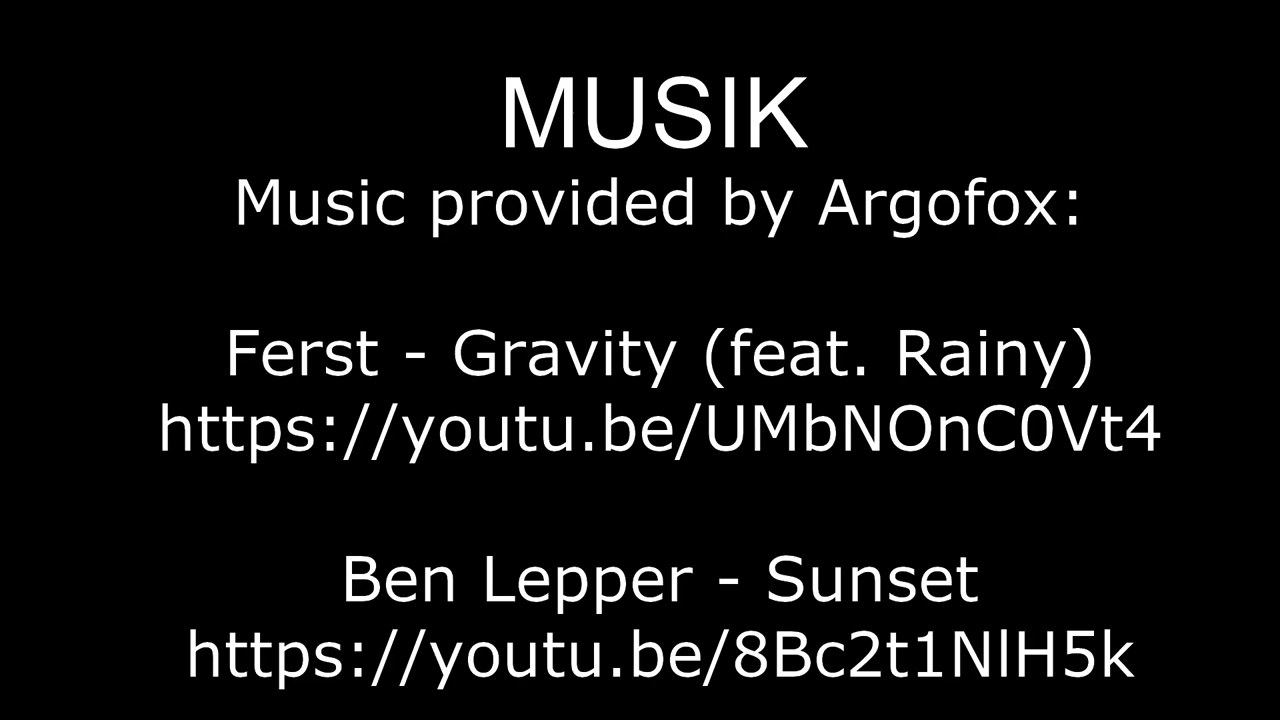 MUSIK
Music provided by Argofox:
Ferst - Gravity (feat. Rainy)
https://youtu.be/UMbNOnC0Vt4
Ben Lepper - Sunset
https://youtu.be/8Bc2t1NlH5k